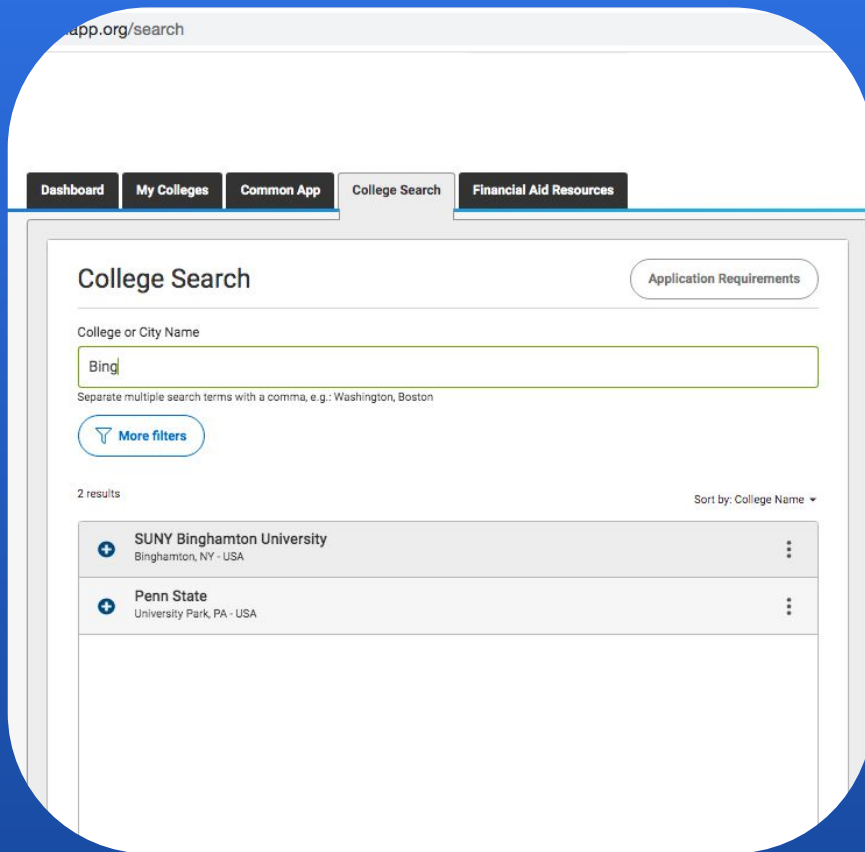 app.org/search
Dashboard My Colleges Common App College Search Financial Aid Resources
College Search Application Requirements
College or City Name
Bing
Separate multiple search terms with a comma, e.g.: Washington, Boston
More filters
2 results Sort by: College Name
SUNY Binghamton University
Binghamton, NY - USA
Penn State
University Park, PA - USA